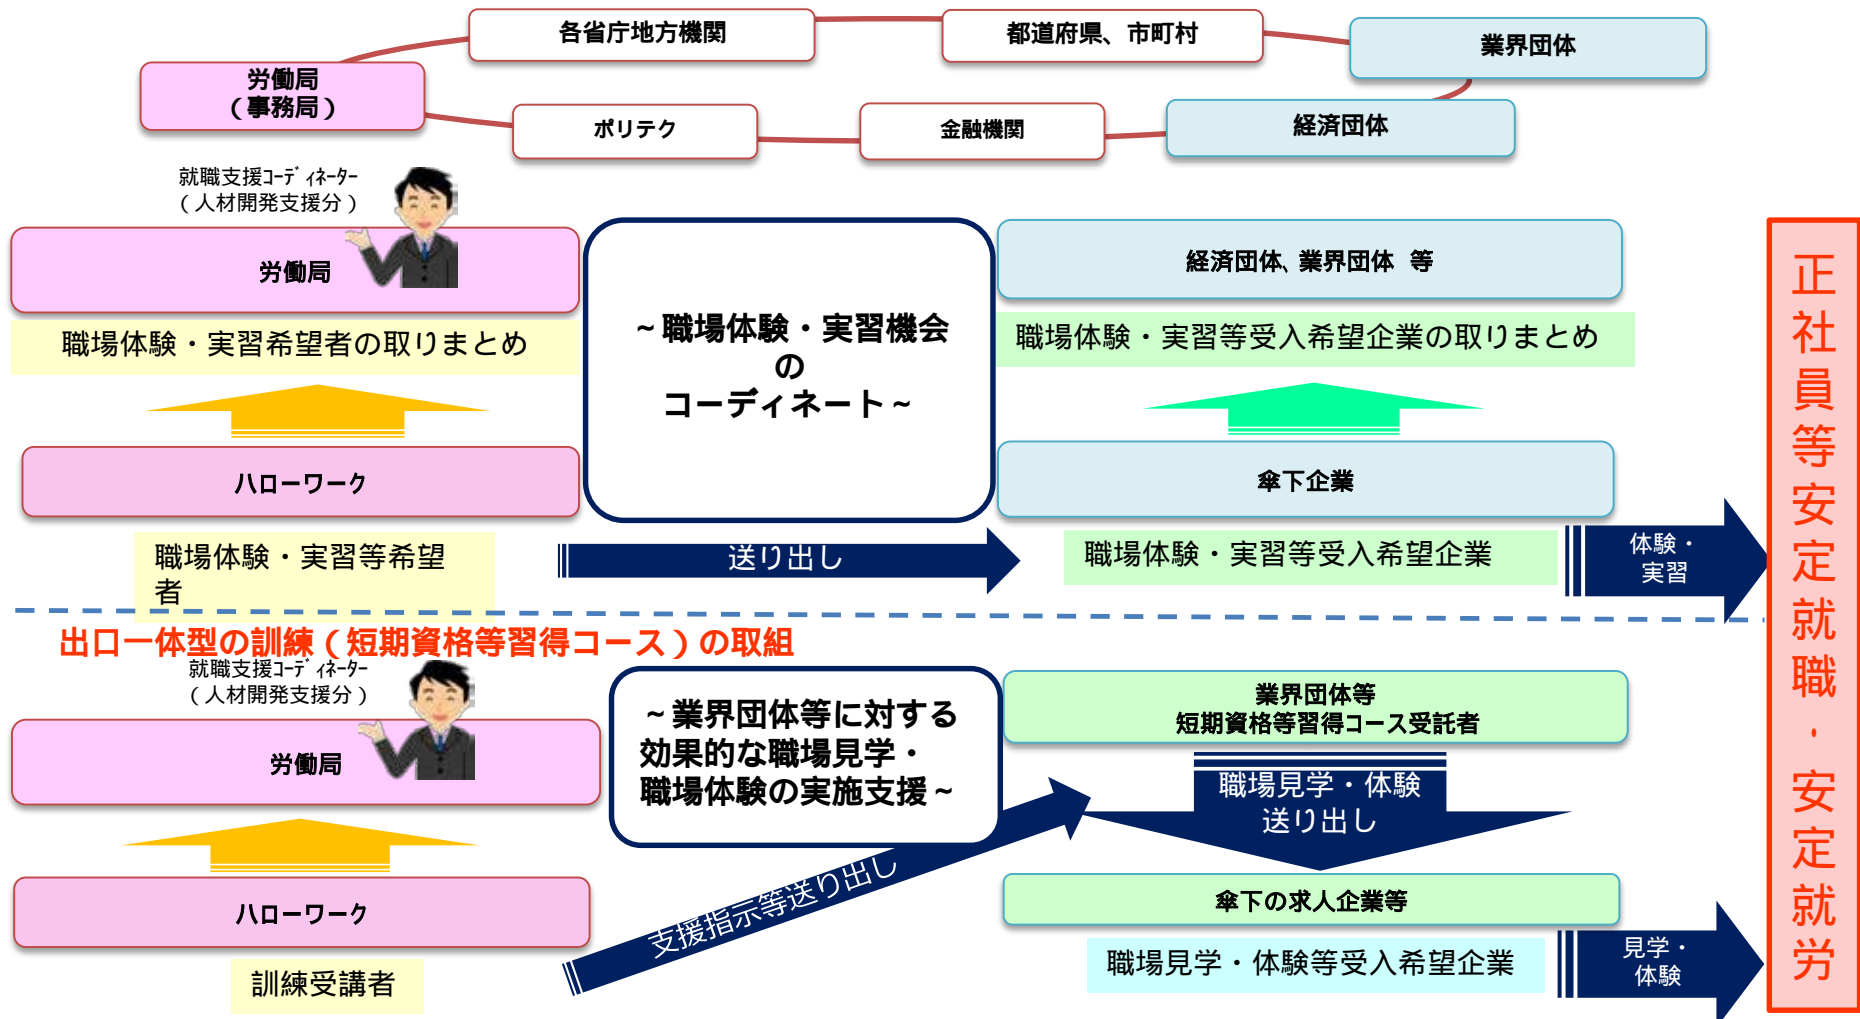 各省庁地方機関
都道府県、市町村
業界団体
労働局
（事務局）
ポリテク
金融機関
経済団体
就職支援ｺｰﾃﾞｨﾈｰﾀｰ
（人材開発支援分）
労働局
職場体験・実習希望者の取りまとめ
ハローワーク
職場体験・実習等希望
者
～職場体験・実習機会
の
コーディネート～
送り出し
経済団体、業界団体 等
職場体験・実習等受入希望企業の取りまとめ
傘下企業
職場体験・実習等受入希望企業
体験・
実習
正社員等安定就職・安定就労
出口一体型の訓練（短期資格等習得コース）の取組
就職支援ｺｰﾃﾞｨﾈｰﾀｰ
（人材開発支援分）
労働局
ハローワーク
訓練受講者
～業界団体等に対する
効果的な職場見学・
職場体験の実施支援～
支援指示等送り出し
業界団体等
短期資格等習得コース受託者
職場見学・体験
送り出し
傘下の求人企業等
職場見学・体験等受入希望企業
見学・
体験